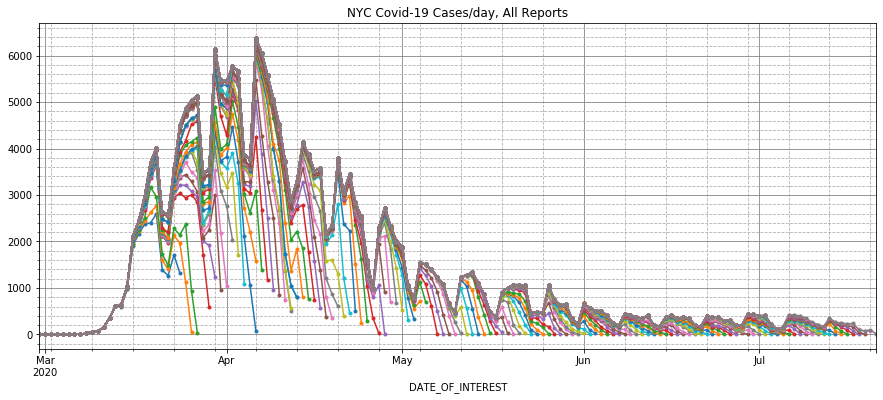 NYC Covid-19 Cases/day, All Reports
6000
5000
4000
3000
2000
1000
0
Mar Apr May Jun Jul
2020
DATE_OF_INTEREST